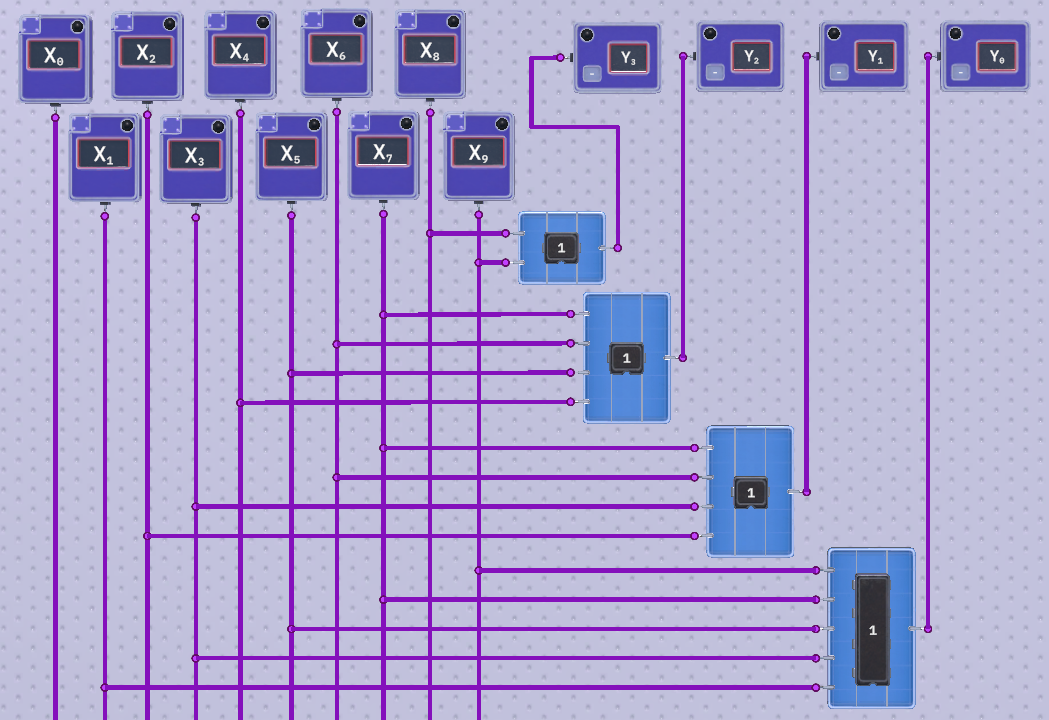 X₀
X₂
X₄
X₆
X₈
Y₃
-
Y₂
-
Y₁
-
Y₀
-
X₁
X₃
X₅
X₇
X₉
1
1
1
1